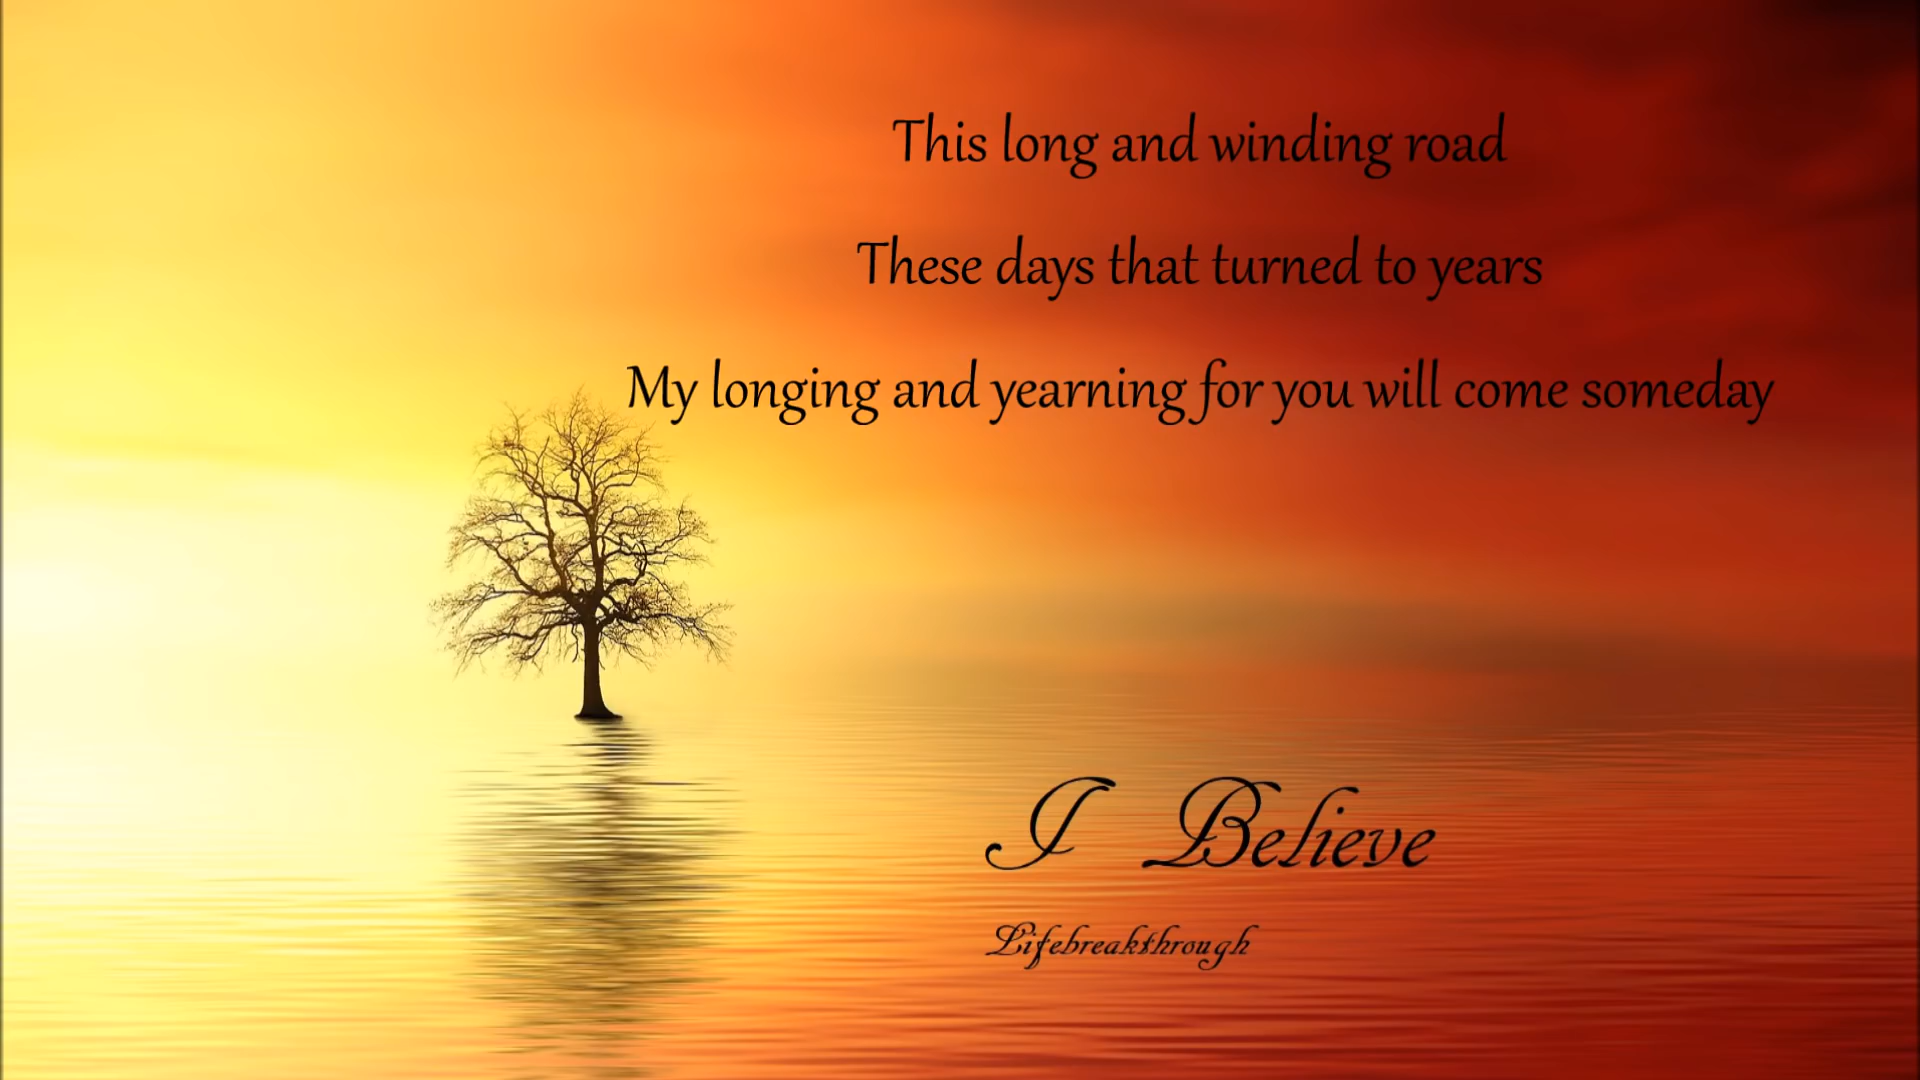 This long and winding road
These days that turned to years
My longing and yearning for you will come someday
I Believe
Lifebreakthrough